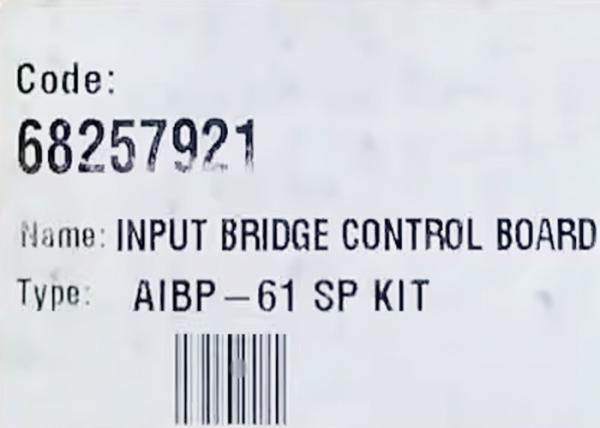 Code:
68257921
Name: INPUT BRIDGE CONTROL BOARD
Type: AIBP-61 SP KIT